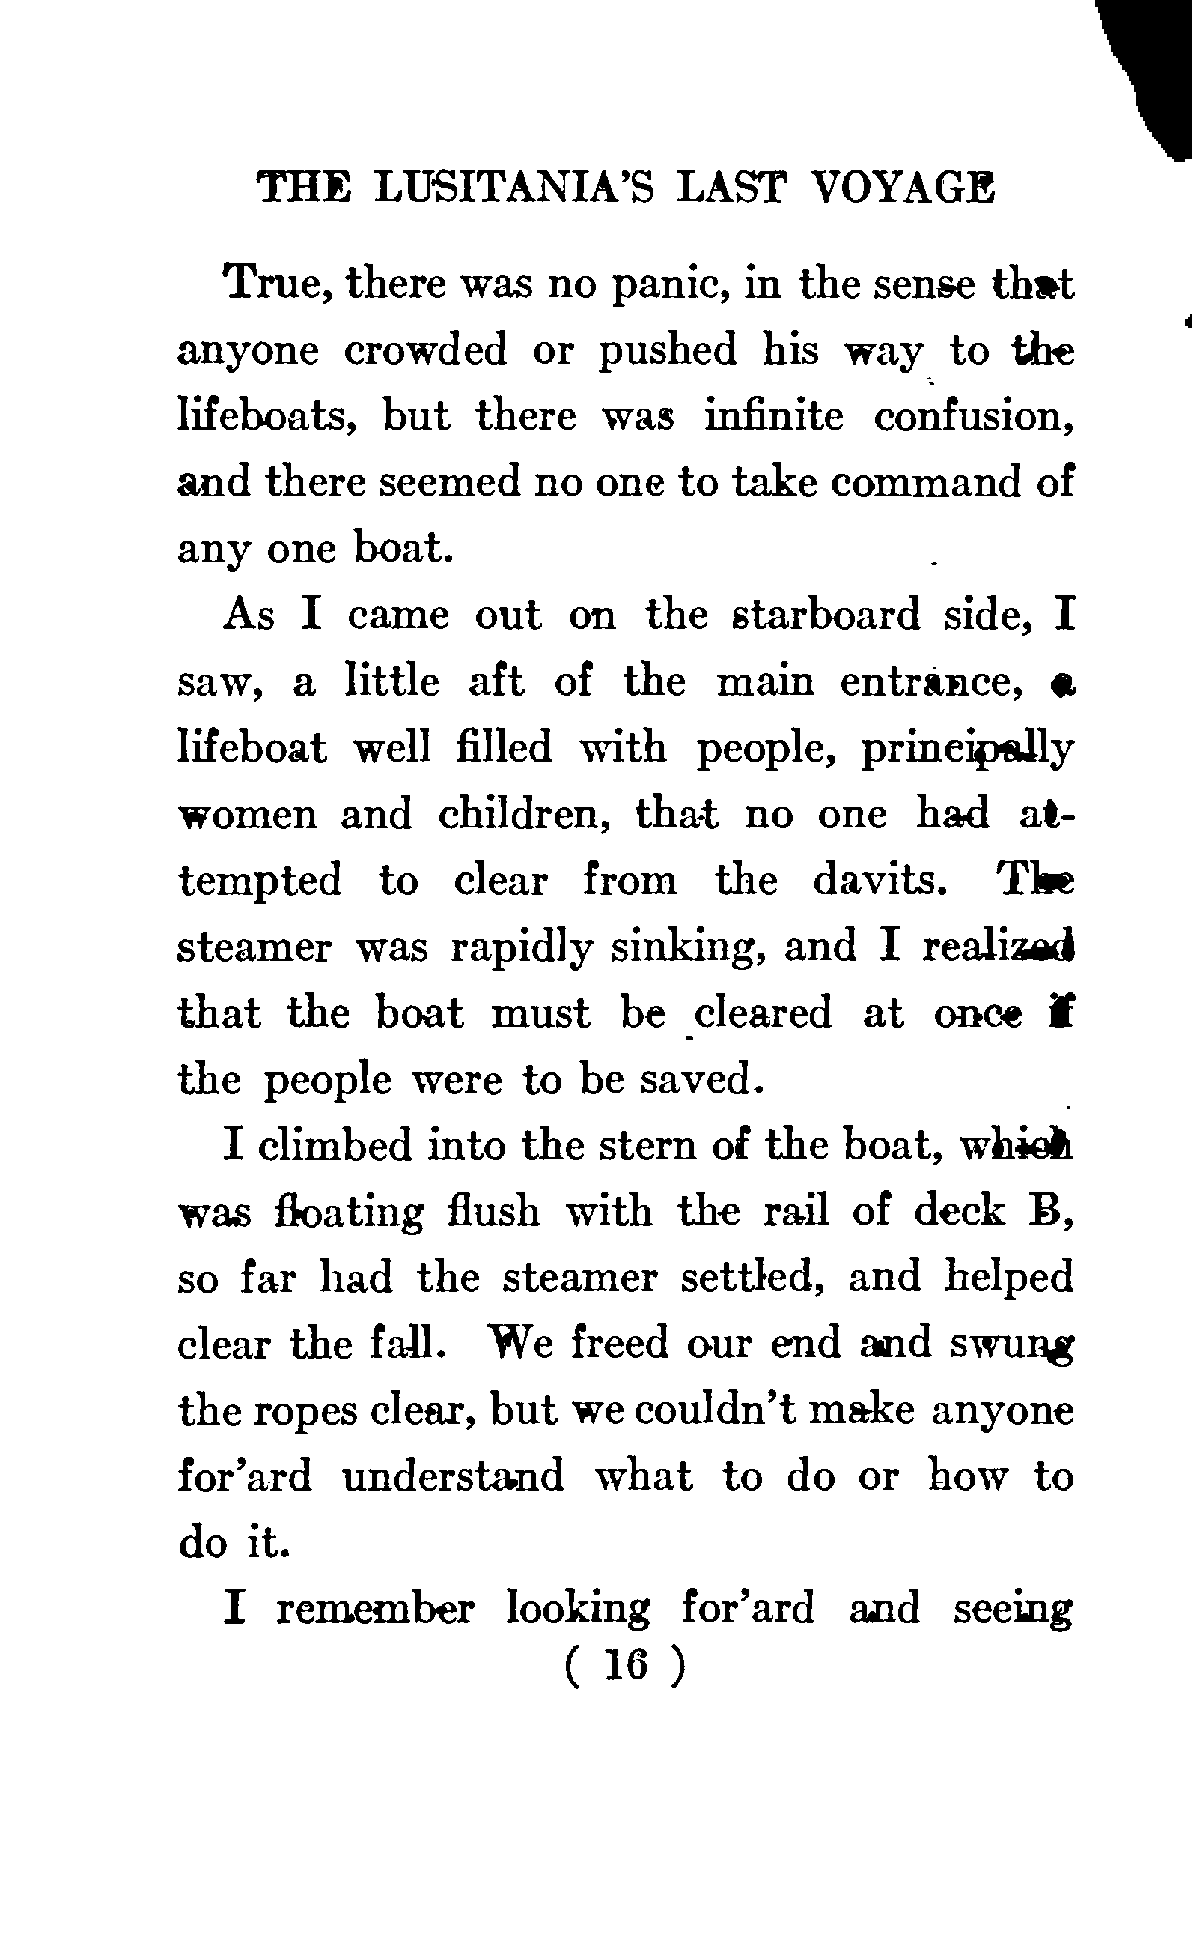 THE LUSITANIA'S LAST VOYAGE
True, there was no panic, in the sense that
anyone crowded or pushed his way to the
lifeboats, but there was infinite confusion,
and there seemed no one to take command of
any one boat.
As I came out on the starboard side, I
saw, a little aft of the main entrance, a
lifeboat well filled with people, principally
women and children, that no one had at-
tempted to clear from the davits. The
steamer was rapidly sinking, and I realized
that the boat must be cleared at once if
the people were to be saved.
I climbed into the stern of the boat, which
was floating flush with the rail of deck B,
so far had the steamer settled, and helped
clear the fall. We freed our end and swung
the ropes clear, but we couldn't make anyone
for'ard understand what to do or how to
do it.
I remember looking for'ard and seeing
( 16 )